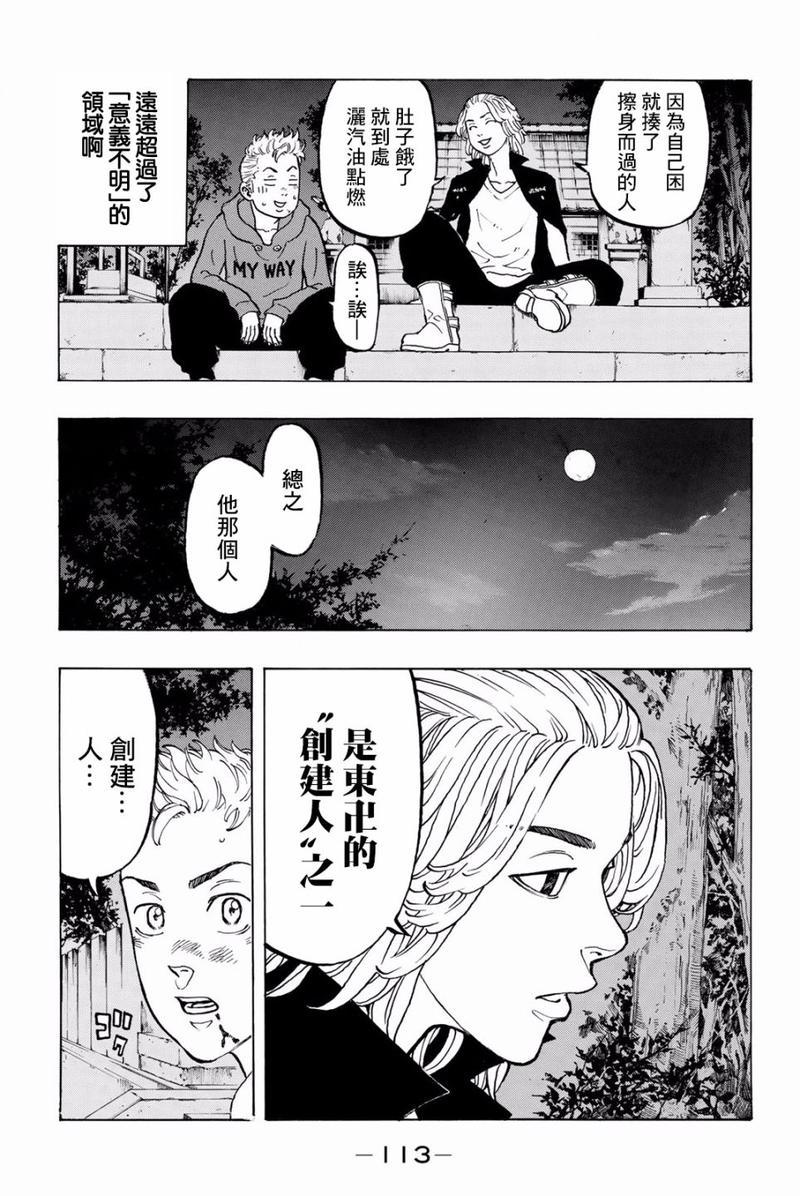 因為自己困
就揍了
擦身而過的人
肚子餓了
就到處
灑汽油點燃
誒…誒—
MY WAY
遠遠超過了
「意義不明」的
領域啊
總之
他那個人
是東卍的
“創建人”之一
創建…
人…
ゴク
—113—